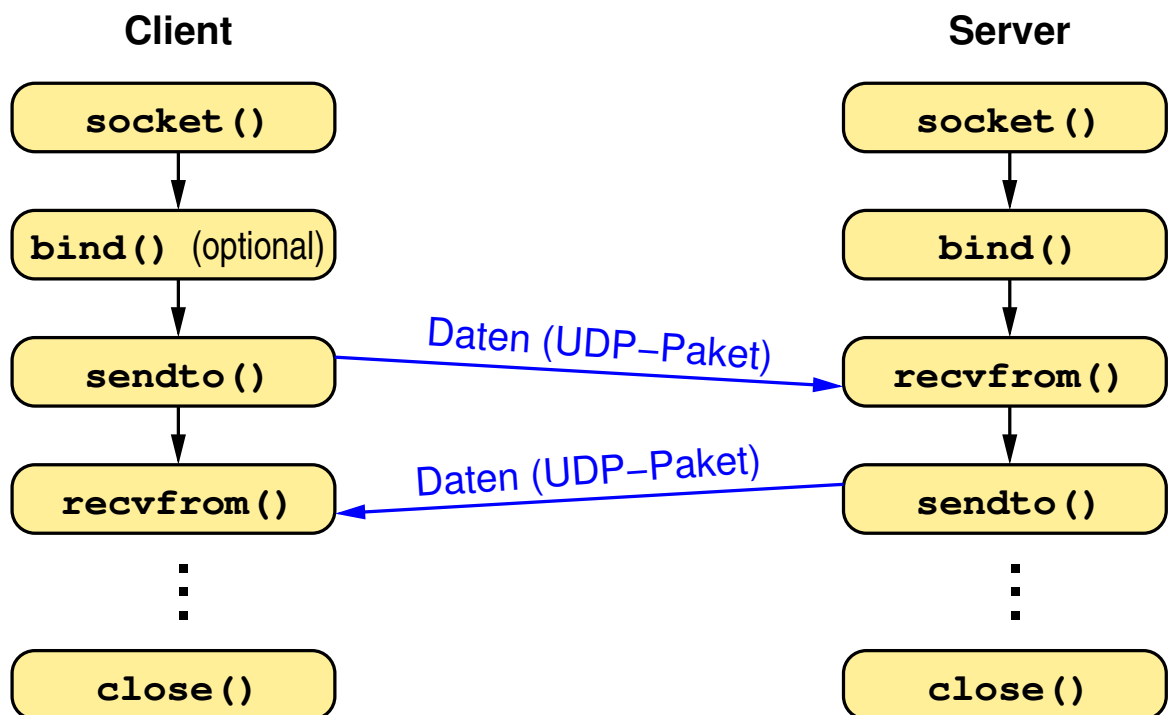 Client
Server
socket()
socket()
bind() (optional)
bind()
Daten (UDP–Paket)
sendto()
recvfrom()
Daten (UDP–Paket)
recvfrom()
sendto()
close()
close()